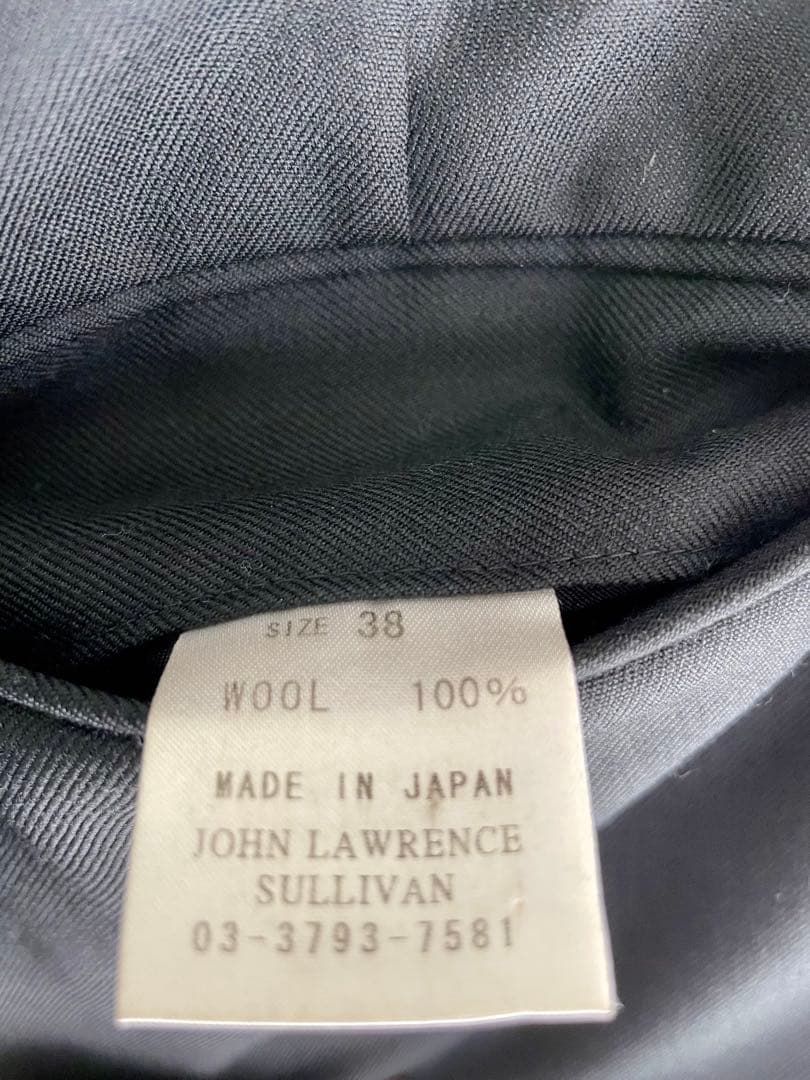 SIZE 38
WOOL 100%
MADE IN JAPAN
JOHN LAWRENCE
SULLIVAN
03-3793-7581